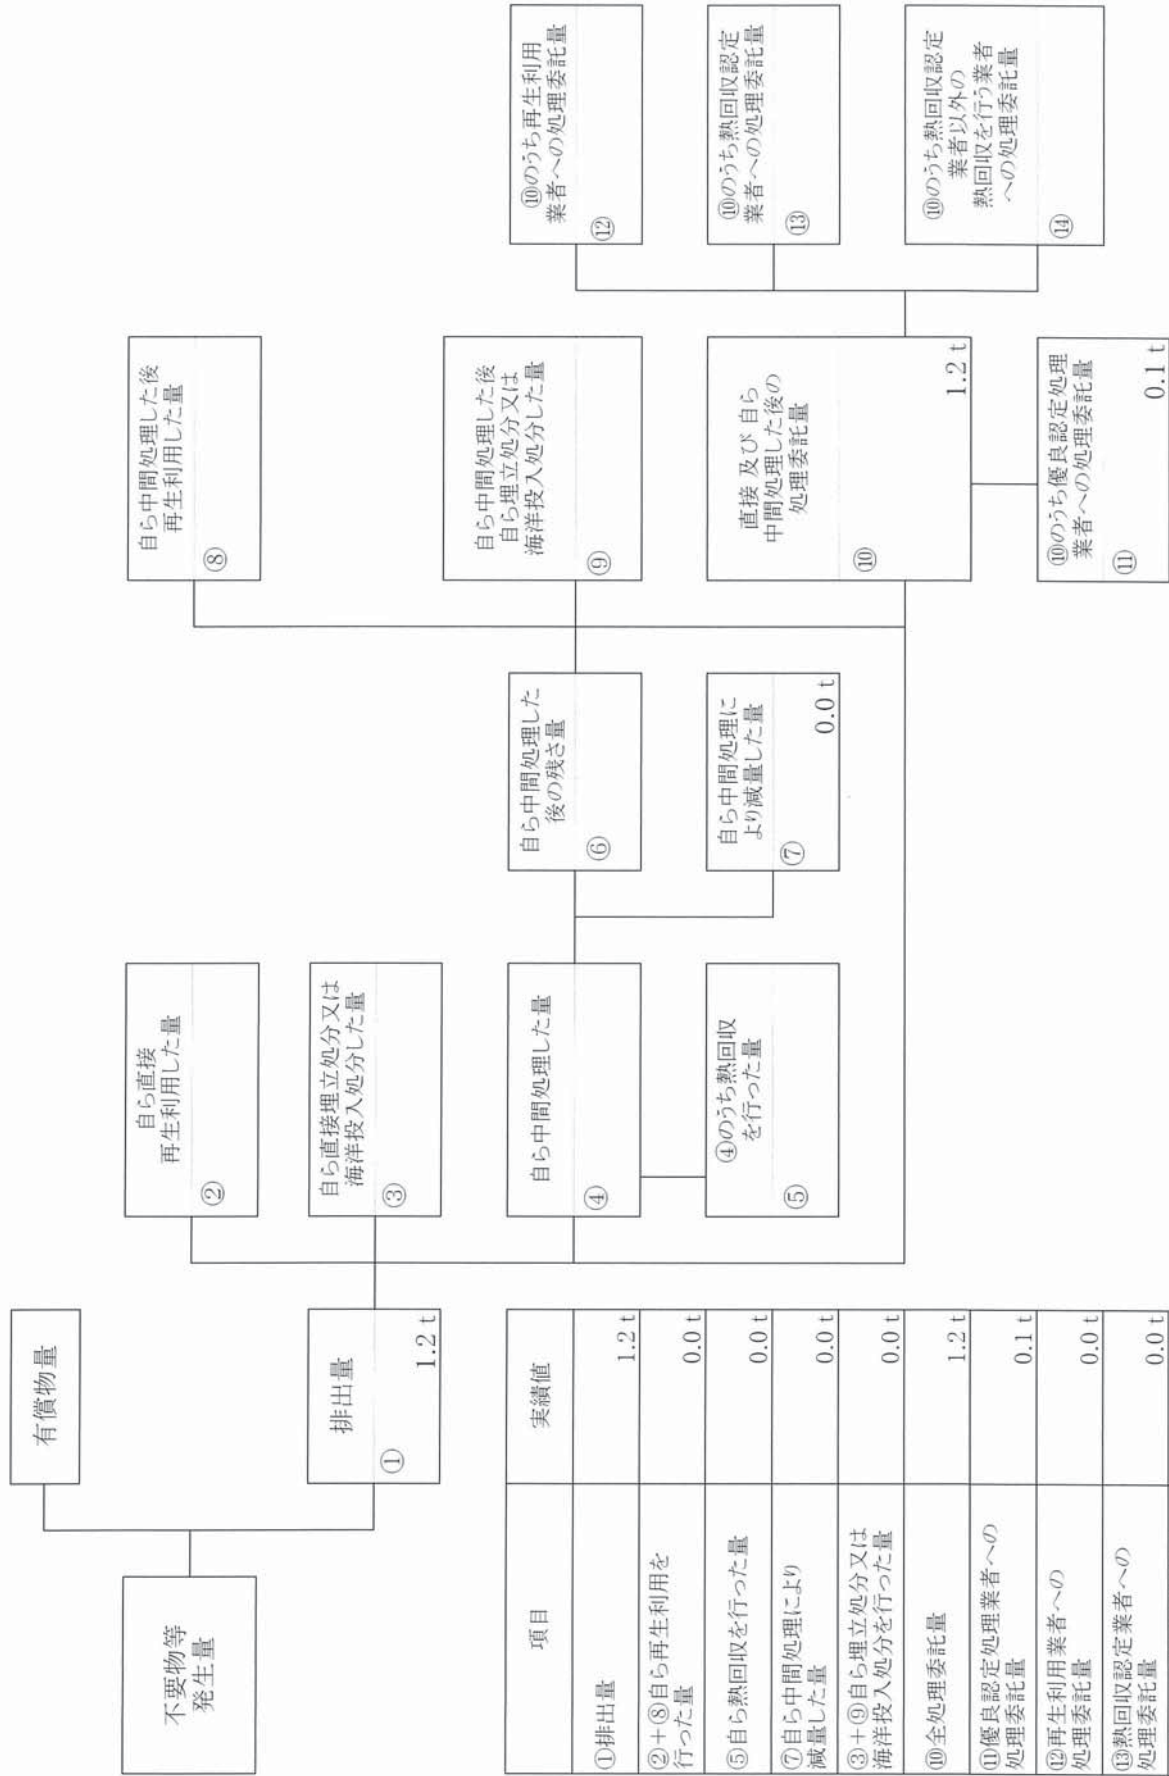 有償物量
不要物等
発生量
排出量
①
1.2 t
自ら直接
再生利用した量
②
自ら直接埋立処分又は
海洋投入処分した量
③
自ら中間処理した量
④
④のうち熱回収
を行った量
⑤
自ら中間処理した
後の残さ量
⑥
自ら中間処理に
より減量した量
⑦
0.0 t
自ら中間処理した後
再生利用した量
⑧
自ら中間処理した後
自ら埋立処分又は
海洋投入処分した量
⑨
直接 及び 自ら
中間処理した後の
処理委託量
⑩
1.2 t
⑩のうち優良認定処理
業者への処理委託量
⑪
0.1 t
⑩のうち再生利用
業者への処理委託量
⑫
⑩のうち熱回収認定
業者への処理委託量
⑬
⑩のうち熱回収認定
業者以外の
熱回収を行う業者
への処理委託量
⑭
項目 実績値
①排出量 1.2 t
②+⑧自ら再生利用を
行った量 0.0 t
⑤自ら熱回収を行った量 0.0 t
⑦自ら中間処理により
減量した量 0.0 t
③+⑨自ら埋立処分又は
海洋投入処分を行った量 0.0 t
⑩全処理委託量 1.2 t
⑪優良認定処理業者への
処理委託量 0.1 t
⑫再生利用業者への
処理委託量 0.0 t
⑬熱回収認定業者への
処理委託量 0.0 t